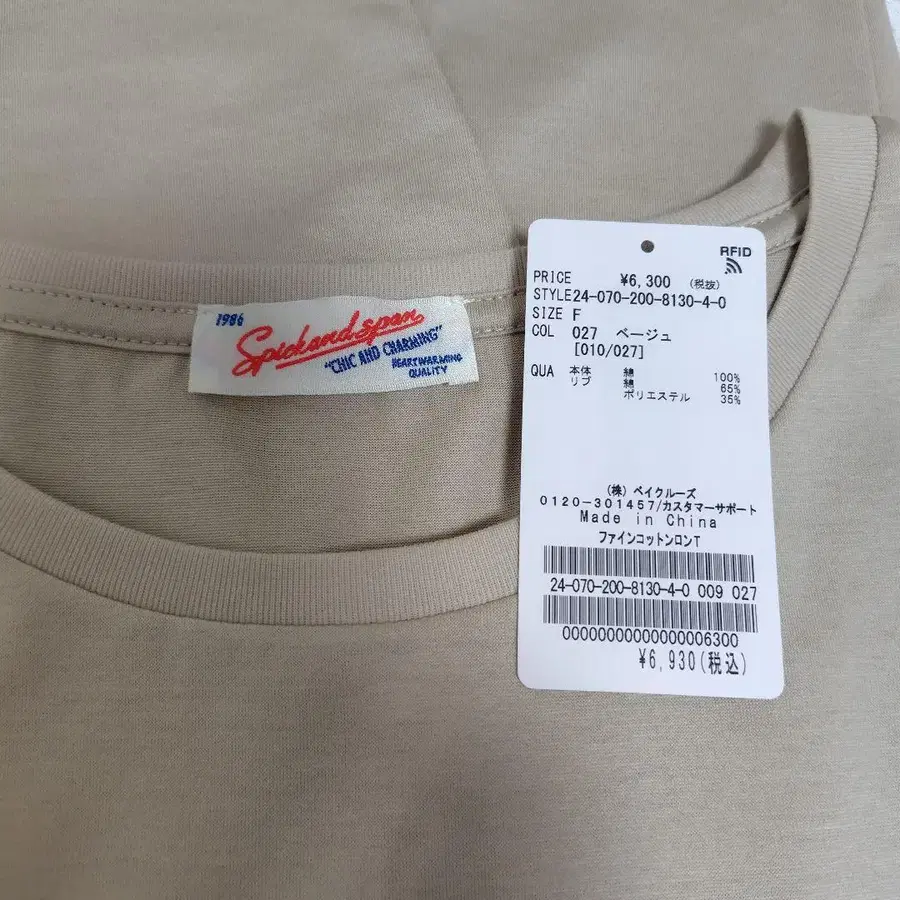 1986
Spick and span
"CHIC AND CHARMING"
HEARTWARMING
QUALITY
RFID
PRICE ¥6,300 (税抜)
STYLE24-070-200-8130-4-0
SIZE F
COL 027 ベージュ
[010/027]
QUA 本体 綿 100%
リブ 綿 65%
ポリエステル 35%
(株) ベイクルーズ
0120-301457/カスタマーサポート
Made in China
ファインコットンロンT
24-070-200-8130-4-0 009 027
00000000000000006300
¥6,930(税込)